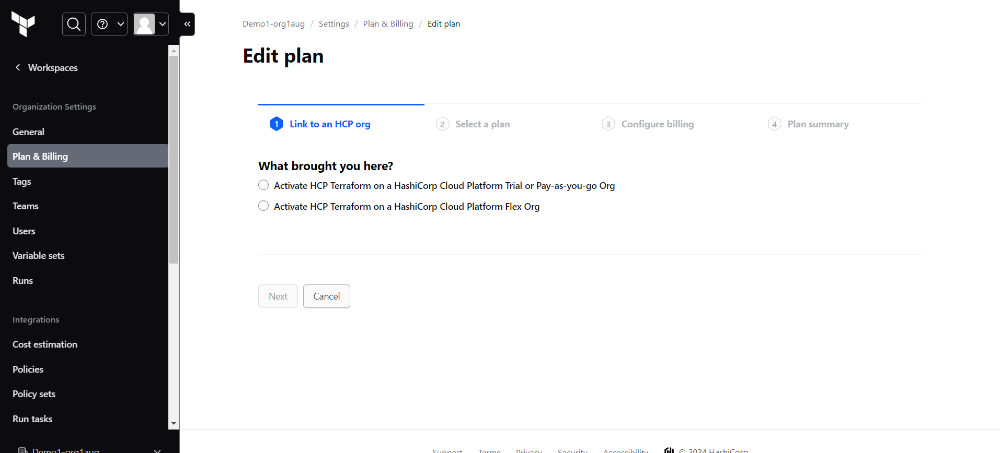 Workspaces
Organization Settings
General
Plan & Billing
Tags
Teams
Users
Variable sets
Runs
Integrations
Cost estimation
Policies
Policy sets
Run tasks
Demo1-org1aug
Demo1-org1aug / Settings / Plan & Billing / Edit plan
Edit plan
1 Link to an HCP org
2 Select a plan
3 Configure billing
4 Plan summary
What brought you here?
Activate HCP Terraform on a HashiCorp Cloud Platform Trial or Pay-as-you-go Org
Activate HCP Terraform on a HashiCorp Cloud Platform Flex Org
Next Cancel
Support Terms Privacy Security Accessibility © 2024 HashiCorp